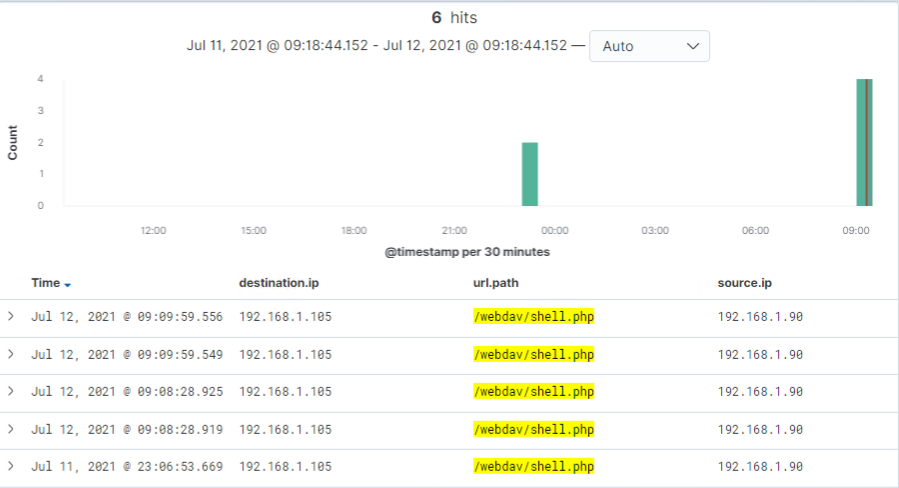 6 hits
Jul 11, 2021 @ 09:18:44.152 - Jul 12, 2021 @ 09:18:44.152 — Auto
4
3
2
1
0
Count
12:00 15:00 18:00 21:00 00:00 03:00 06:00 09:00
@timestamp per 30 minutes
Time destination.ip url.path source.ip
Jul 12, 2021 @ 09:09:59.556 192.168.1.105 /webdav/shell.php 192.168.1.90
Jul 12, 2021 @ 09:09:59.549 192.168.1.105 /webdav/shell.php 192.168.1.90
Jul 12, 2021 @ 09:08:28.925 192.168.1.105 /webdav/shell.php 192.168.1.90
Jul 12, 2021 @ 09:08:28.919 192.168.1.105 /webdav/shell.php 192.168.1.90
Jul 11, 2021 @ 23:06:53.669 192.168.1.105 /webdav/shell.php 192.168.1.90